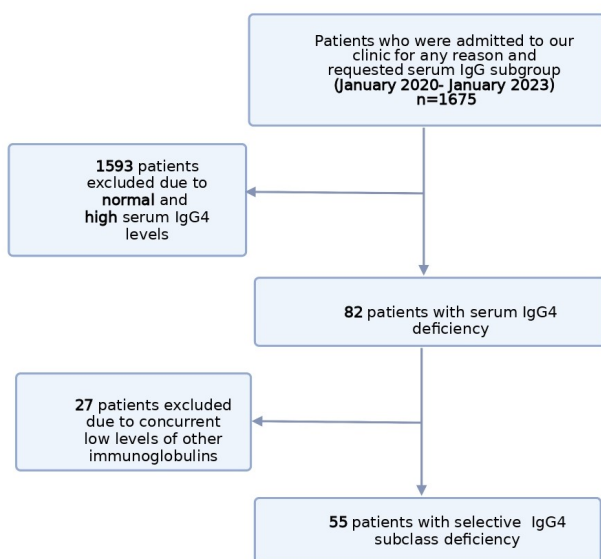 Patients who were admitted to our
clinic for any reason and
requested serum IgG subgroup
(January 2020- January 2023)
n=1675
1593 patients
excluded due to
normal and
high serum IgG4
levels
82 patients with serum IgG4
deficiency
27 patients excluded
due to concurrent
low levels of other
immunoglobulins
55 patients with selective IgG4
subclass deficiency